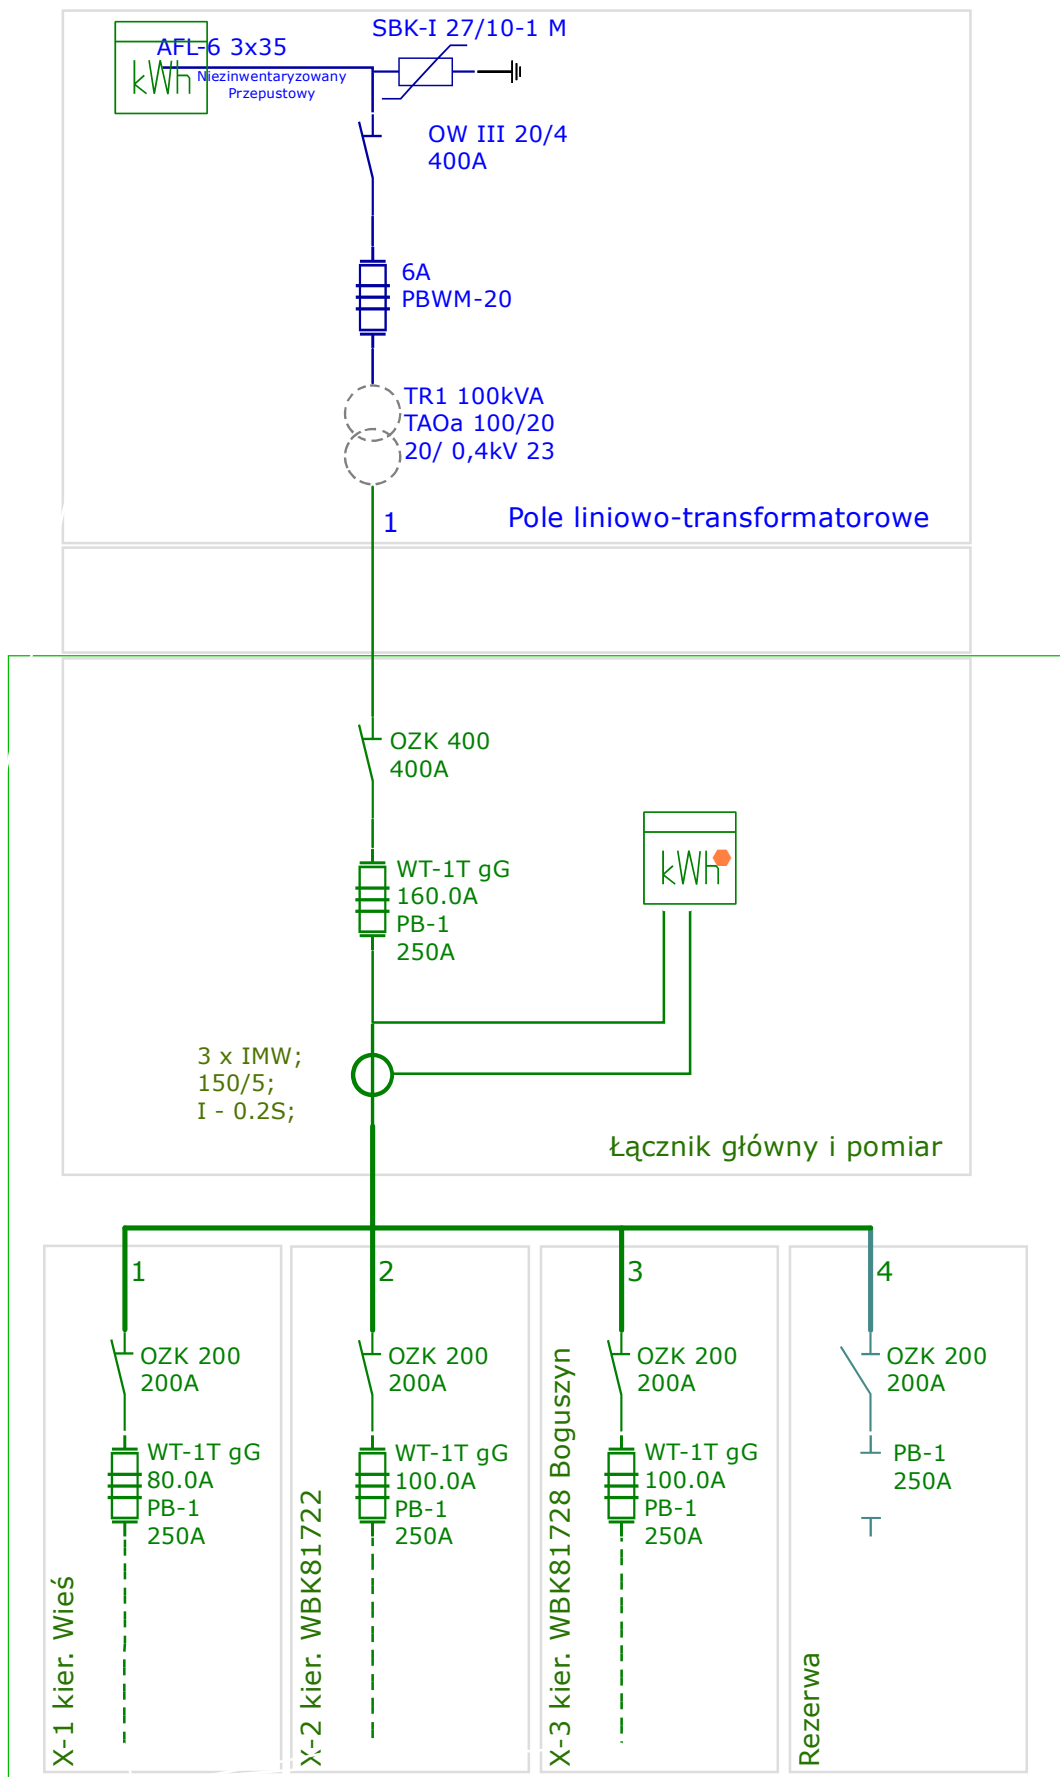 SBK-I 27/10-1 M
AFL-6 3x35
kWh
Niezinwentaryzowany
Przepustowy
OW III 20/4
400A
6A
PBWM-20
TR1 100kVA
TAOa 100/20
20/ 0,4kV 23
1
Pole liniowo-transformatorowe
OZK 400
400A
kWh
WT-1T gG
160.0A
PB-1
250A
3 x IMW;
150/5;
I - 0.2S;
Łącznik główny i pomiar
1
OZK 200
200A
WT-1T gG
80.0A
PB-1
250A
X-1 kier. Wieś
2
OZK 200
200A
WT-1T gG
100.0A
PB-1
250A
X-2 kier. WBK81722
3
OZK 200
200A
WT-1T gG
100.0A
PB-1
250A
X-3 kier. WBK81728 Boguszyn
4
OZK 200
200A
PB-1
250A
Rezerwa